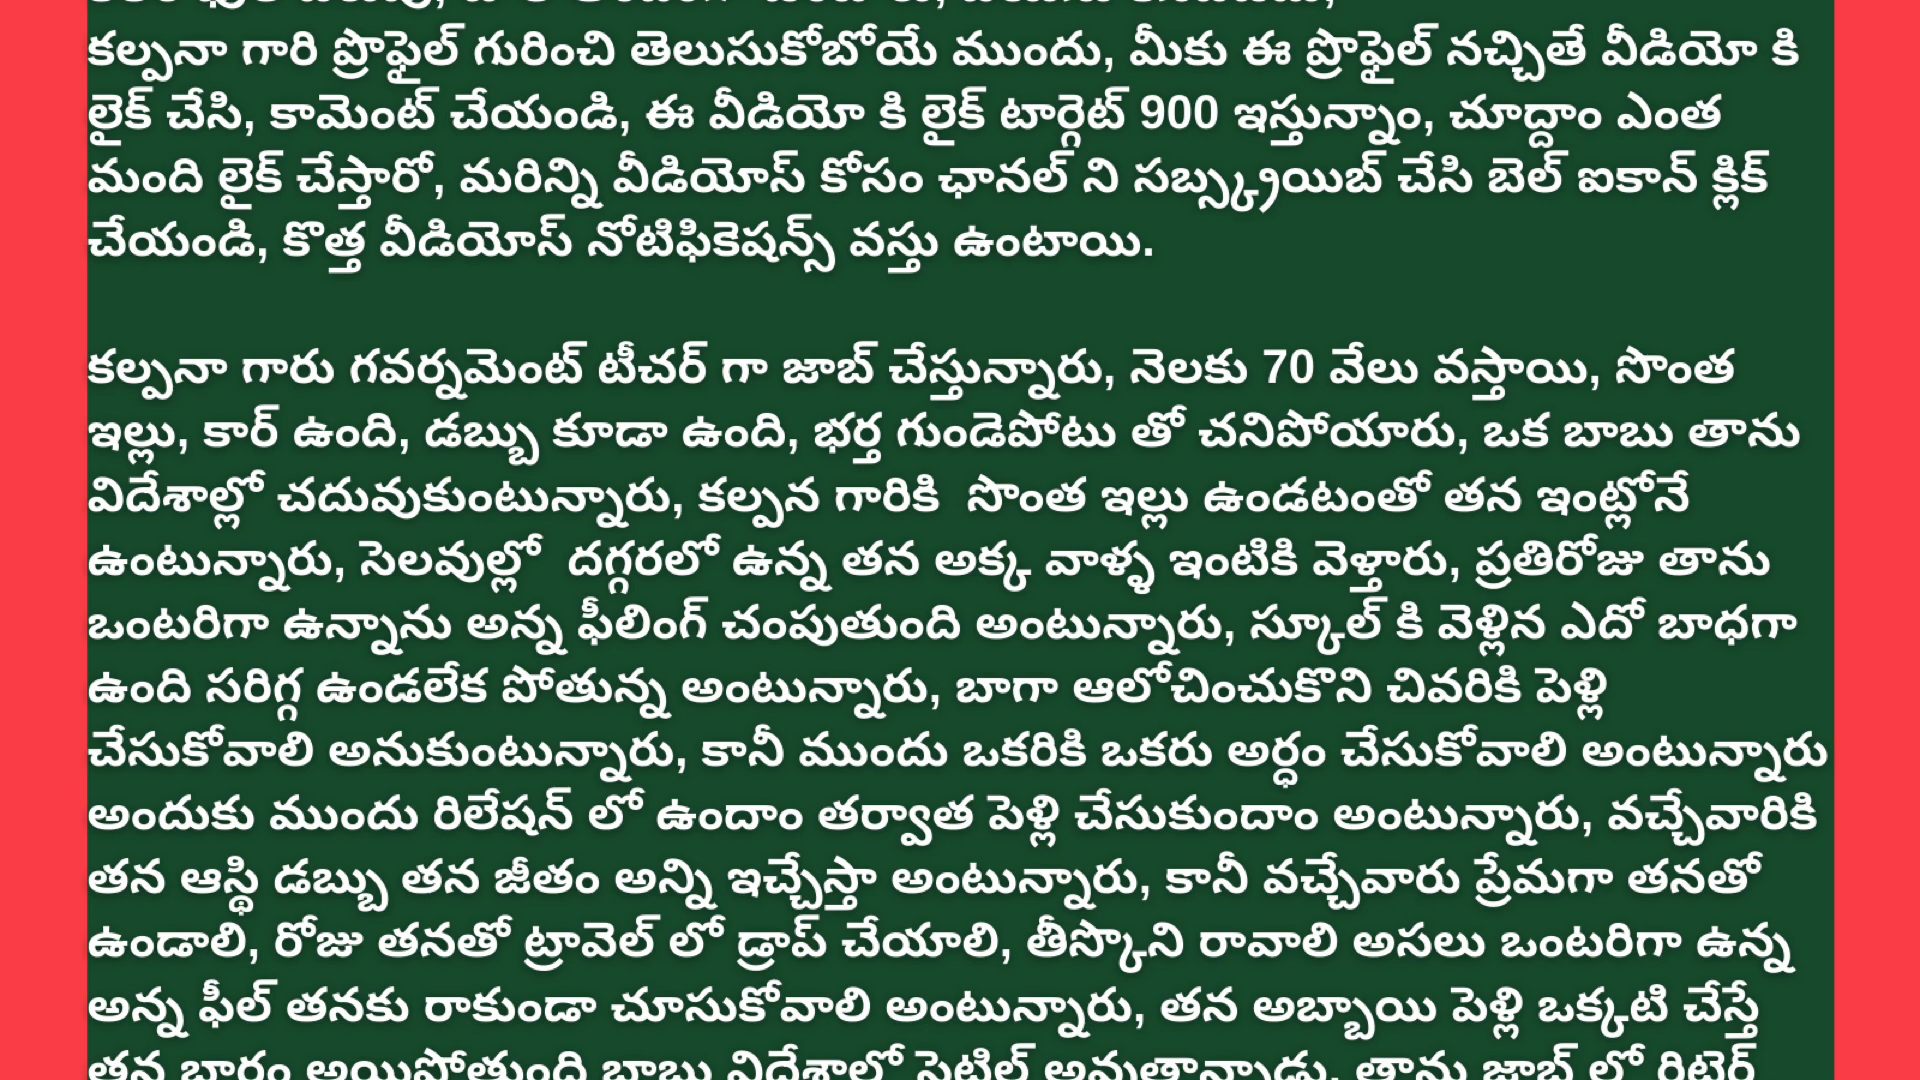 కల్పనా గారి ప్రొఫైల్ గురించి తెలుసుకోబోయే ముందు, మీకు ఈ ప్రొఫైల్ నచ్చితే వీడియో కి
లైక్ చేసి, కామెంట్ చేయండి, ఈ వీడియో కి లైక్ టార్గెట్ 900 ఇస్తున్నాం, చూద్దాం ఎంత
మంది లైక్ చేస్తారో, మరిన్ని వీడియోస్ కోసం ఛానల్ ని సబ్స్క్రయిబ్ చేసి బెల్ ఐకాన్ క్లిక్
చేయండి, కొత్త వీడియోస్ నోటిఫికెషన్స్ వస్తు ఉంటాయి.
కల్పనా గారు గవర్నమెంట్ టీచర్ గా జాబ్ చేస్తున్నారు, నెలకు 70 వేలు వస్తాయి, సొంత
ఇల్లు, కార్ ఉంది, డబ్బు కూడా ఉంది, భర్త గుండెపోటు తో చనిపోయారు, ఒక బాబు తాను
విదేశాల్లో చదువుకుంటున్నారు, కల్పన గారికి సొంత ఇల్లు ఉండటంతో తన ఇంట్లోనే
ఉంటున్నారు, సెలవుల్లో దగ్గరలో ఉన్న తన అక్క వాళ్ళ ఇంటికి వెళ్తారు, ప్రతిరోజు తాను
ఒంటరిగా ఉన్నాను అన్న ఫీలింగ్ చంపుతుంది అంటున్నారు, స్కూల్ కి వెళ్లిన ఎదో బాధగా
ఉంది సరిగ్గ ఉండలేక పోతున్న అంటున్నారు, బాగా ఆలోచించుకొని చివరికి పెళ్లి
చేసుకోవాలి అనుకుంటున్నారు, కానీ ముందు ఒకరికి ఒకరు అర్ధం చేసుకోవాలి అంటున్నారు
అందుకు ముందు రిలేషన్ లో ఉందాం తర్వాత పెళ్లి చేసుకుందాం అంటున్నారు, వచ్చేవారికి
తన ఆస్థి డబ్బు తన జీతం అన్ని ఇచ్చేస్తా అంటున్నారు, కానీ వచ్చేవారు ప్రేమగా తనతో
ఉండాలి, రోజు తనతో ట్రావెల్ లో డ్రాప్ చేయాలి, తీస్కొని రావాలి అసలు ఒంటరిగా ఉన్న
అన్న ఫీల్ తనకు రాకుండా చూసుకోవాలి అంటున్నారు, తన అబ్బాయి పెళ్లి ఒక్కటి చేస్తే
తన బారం అయిపోతుంది బాబు విదేశాల్లో సెటిల్ అవుతాన్నాడు, తాను జాబ్ లో రిటైర్